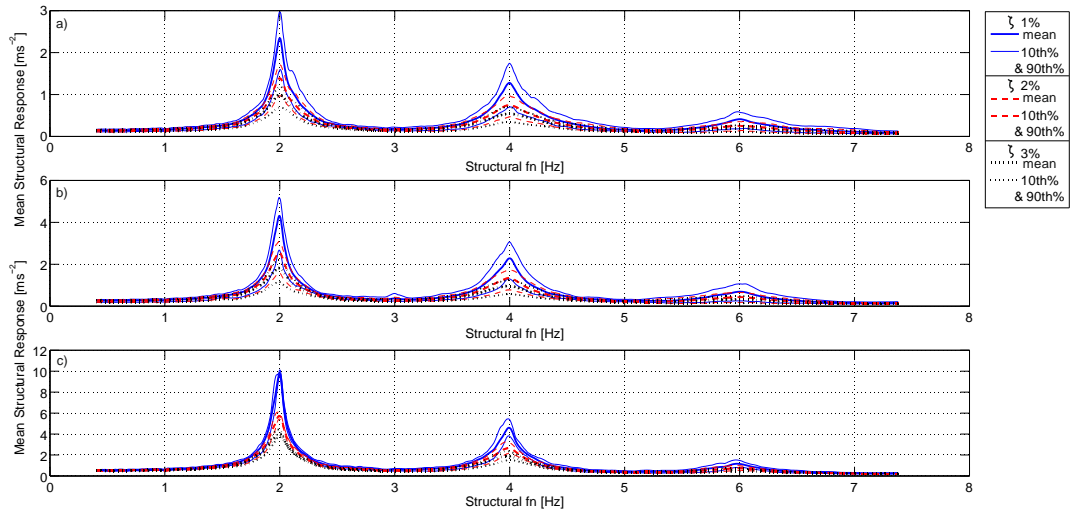 a)
3
2
1
0
0 1 2 3 4 5 6 7 8
Structural fn [Hz]
Mean Structural Response [ms⁻²]
b)
6
4
2
0
0 1 2 3 4 5 6 7 8
Structural fn [Hz]
Mean Structural Response [ms⁻²]
c)
12
10
8
6
4
2
0
0 1 2 3 4 5 6 7 8
Structural fn [Hz]
ζ 1%
mean
10th%
& 90th%
ζ 2%
mean
10th%
& 90th%
ζ 3%
mean
10th%
& 90th%